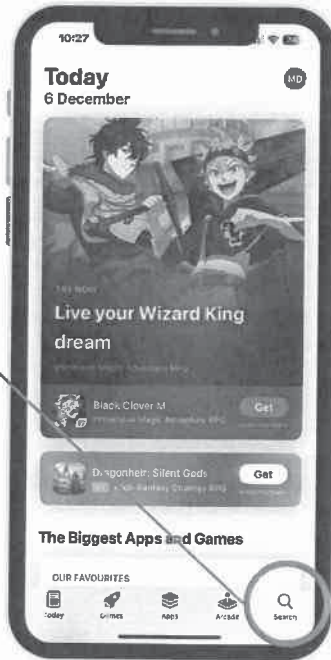 10:27
Today
MD
6 December
Live your Wizard King
dream
Black Clover M
Get
Dragonheir: Silent Gods
Get
The Biggest Apps and Games
OUR FAVOURITES
Today
Games
Apps
Arcade
Search